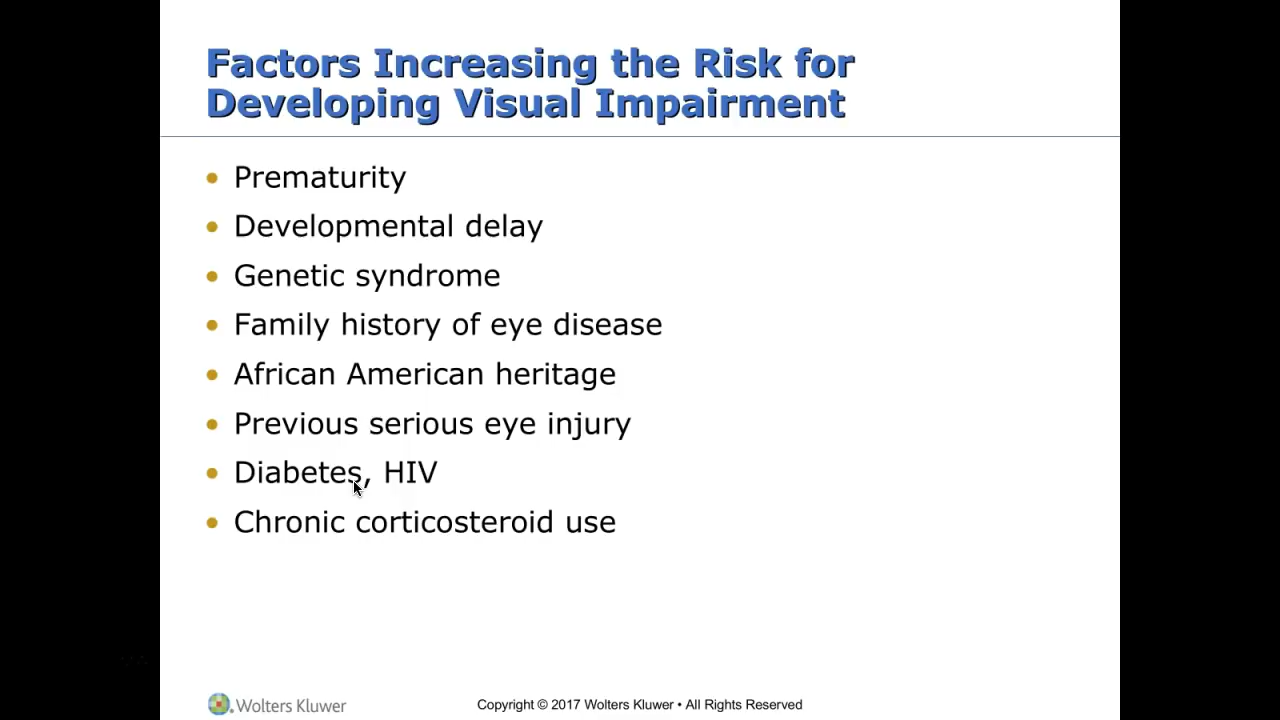 Factors Increasing the Risk for
Developing Visual Impairment
• Prematurity
• Developmental delay
• Genetic syndrome
• Family history of eye disease
• African American heritage
• Previous serious eye injury
• Diabetes, HIV
• Chronic corticosteroid use
Wolters Kluwer
Copyright © 2017 Wolters Kluwer • All Rights Reserved